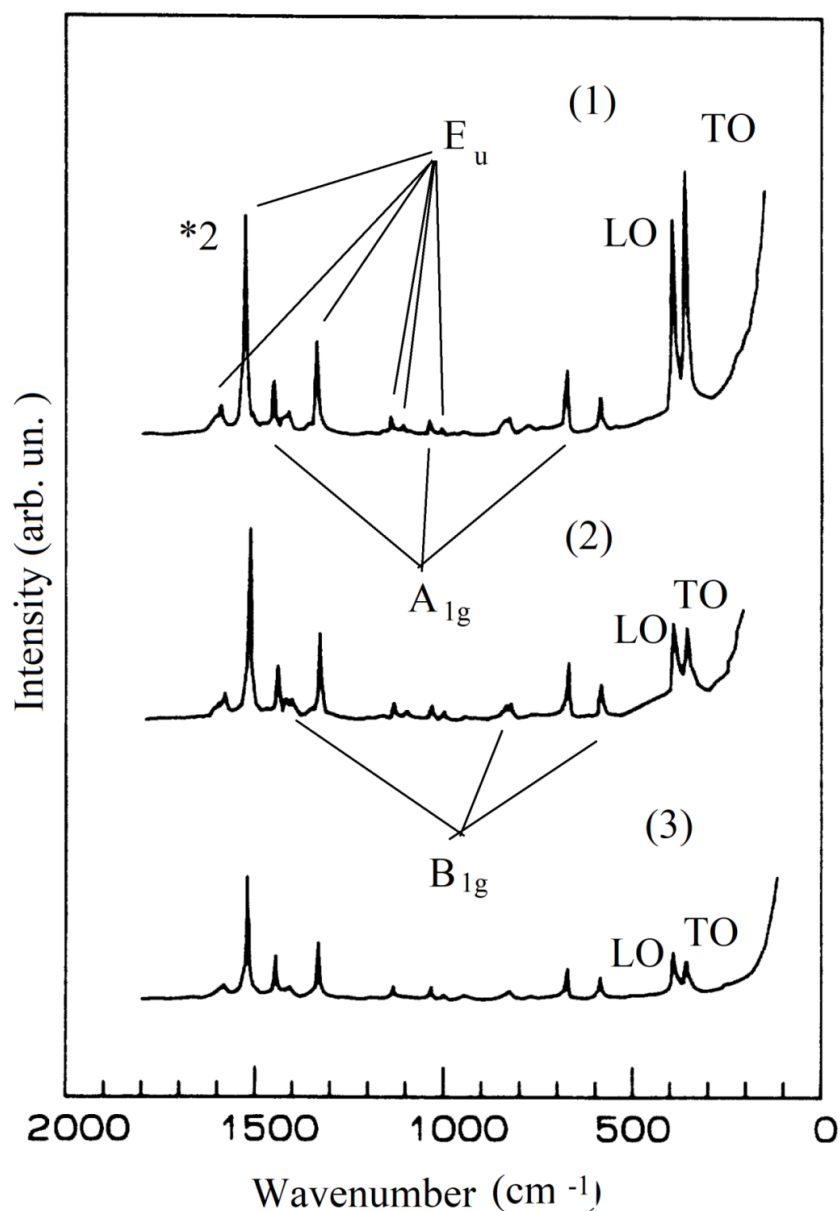 (1)
E u
TO
*2
LO
(2)
A 1g
TO
LO
(3)
B 1g
LO
TO
Intensity (arb. un.)
2000 1500 1000 500 0
Wavenumber (cm -1)